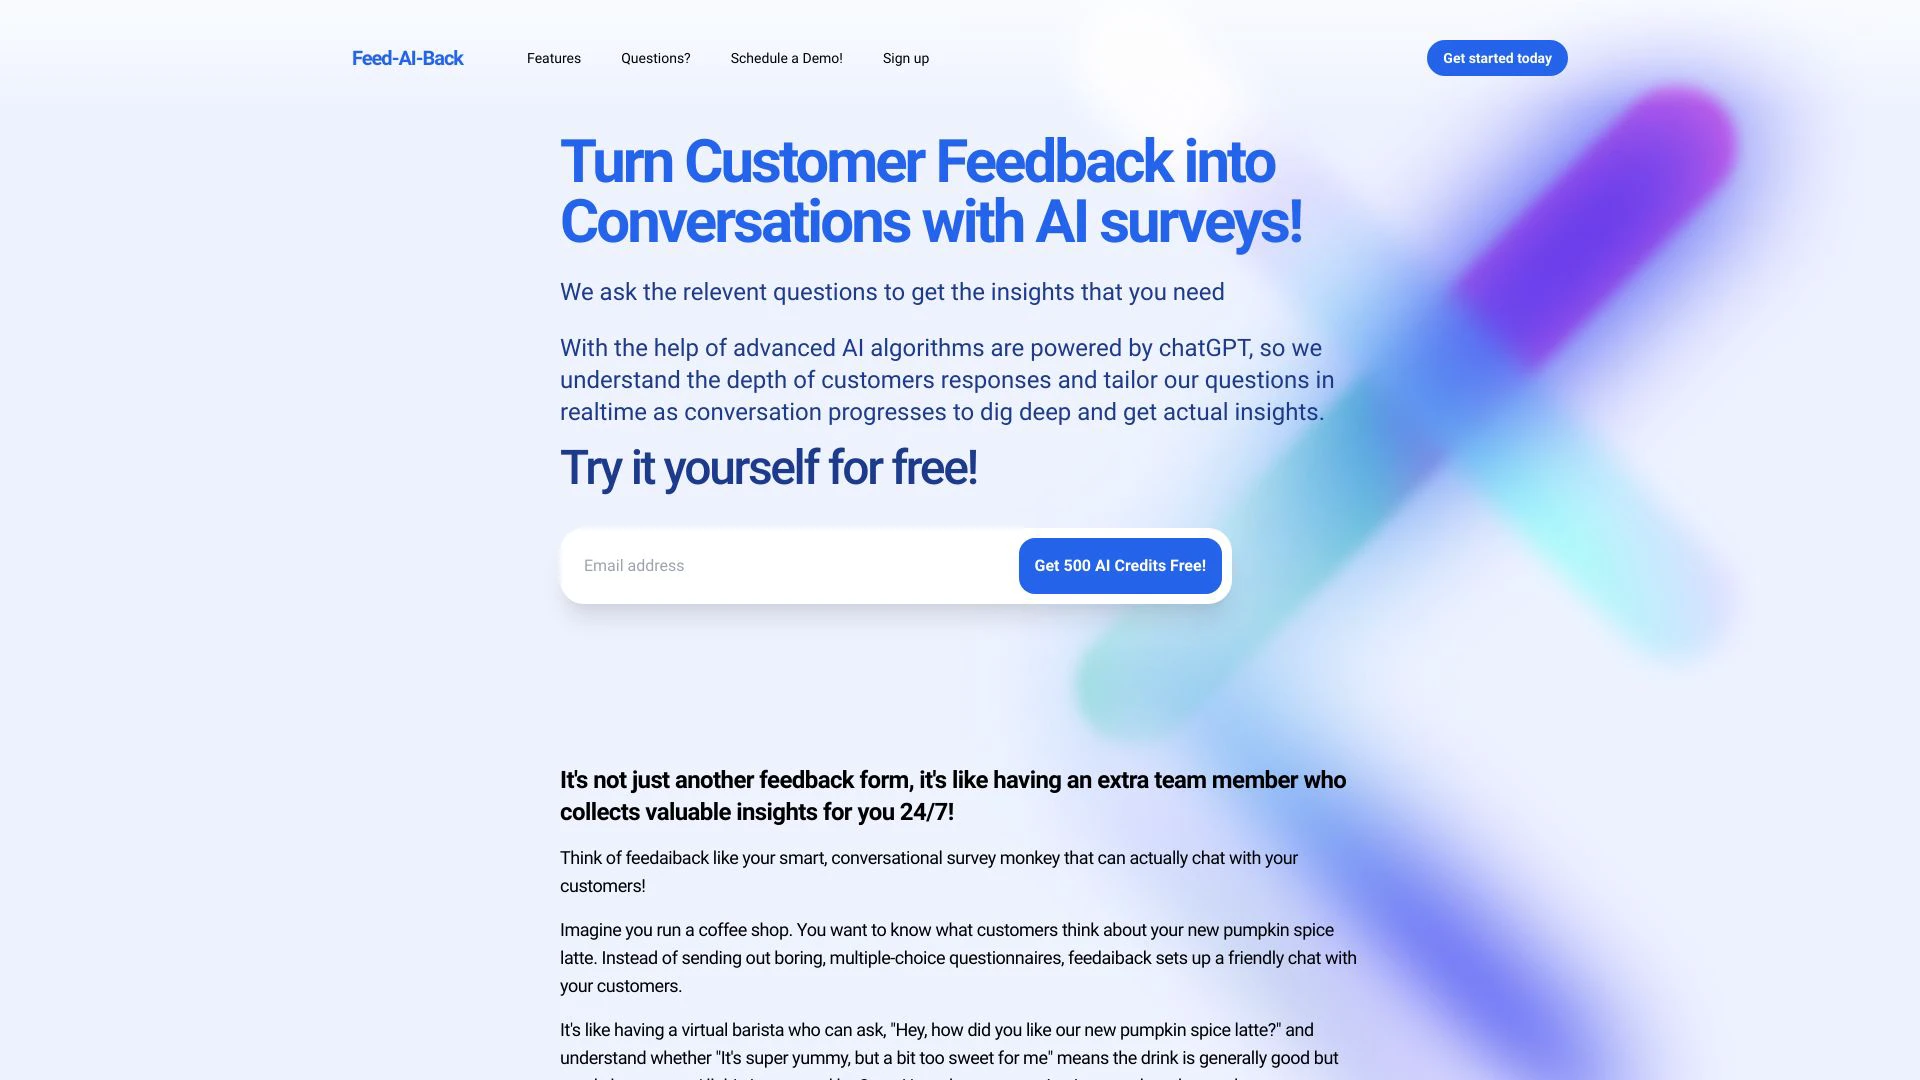 Feed-AI-Back
Features
Questions?
Schedule a Demo!
Sign up
Get started today
Turn Customer Feedback into
Conversations with AI surveys!
We ask the relevent questions to get the insights that you need
With the help of advanced AI algorithms are powered by chatGPT, so we
understand the depth of customers responses and tailor our questions in
realtime as conversation progresses to dig deep and get actual insights.
Try it yourself for free!
Email address
Get 500 AI Credits Free!
It's not just another feedback form, it's like having an extra team member who
collects valuable insights for you 24/7!
Think of feedaiback like your smart, conversational survey monkey that can actually chat with your
customers!
Imagine you run a coffee shop. You want to know what customers think about your new pumpkin spice
latte. Instead of sending out boring, multiple-choice questionnaires, feedaiback sets up a friendly chat with
your customers.
It's like having a virtual barista who can ask, "Hey, how did you like our new pumpkin spice latte?" and
understand whether "It's super yummy, but a bit too sweet for me" means the drink is generally good but